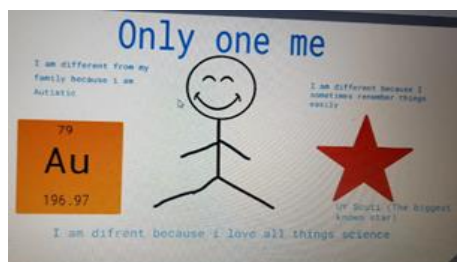 Only one me
I am different from my
family because i am
Autiatic
I am different because I
sometimes remember things
easily
79
Au
196.97
UY Scuti (The biggest
known star)
I am difrent because i love all things science